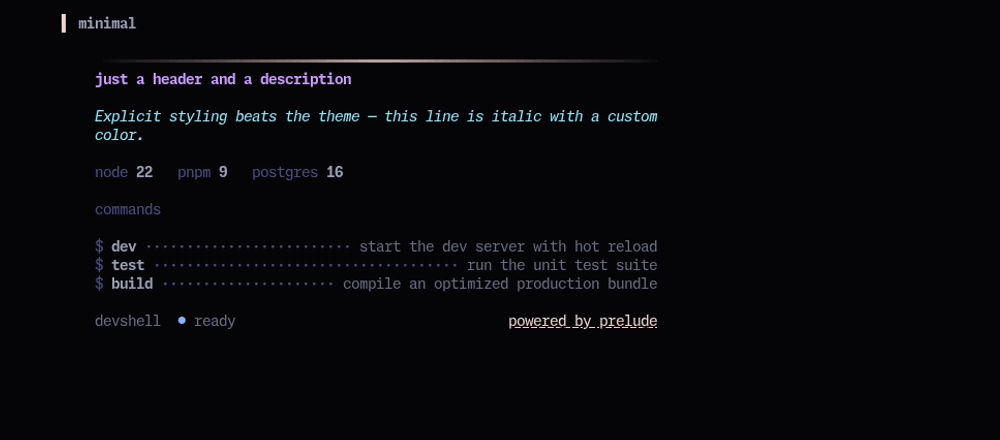 minimal
just a header and a description
Explicit styling beats the theme — this line is italic with a custom
color.
node 22 pnpm 9 postgres 16
commands
$ dev ························· start the dev server with hot reload
$ test ····································· run the unit test suite
$ build ····················· compile an optimized production bundle
devshell ● ready powered by prelude